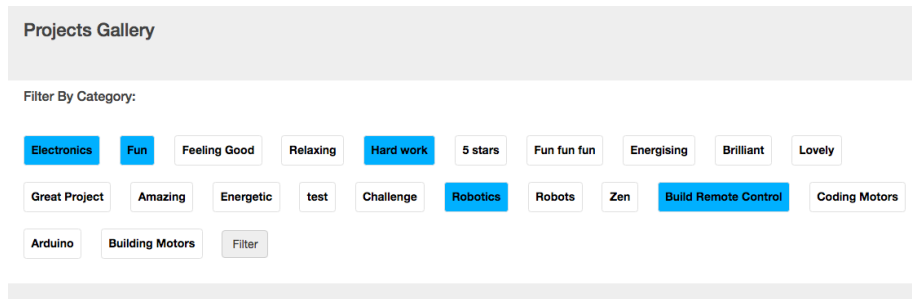 Projects Gallery
Filter By Category:
Electronics Fun Feeling Good Relaxing Hard work 5 stars Fun fun fun Energising Brilliant Lovely
Great Project Amazing Energetic test Challenge Robotics Robots Zen Build Remote Control Coding Motors
Arduino Building Motors Filter